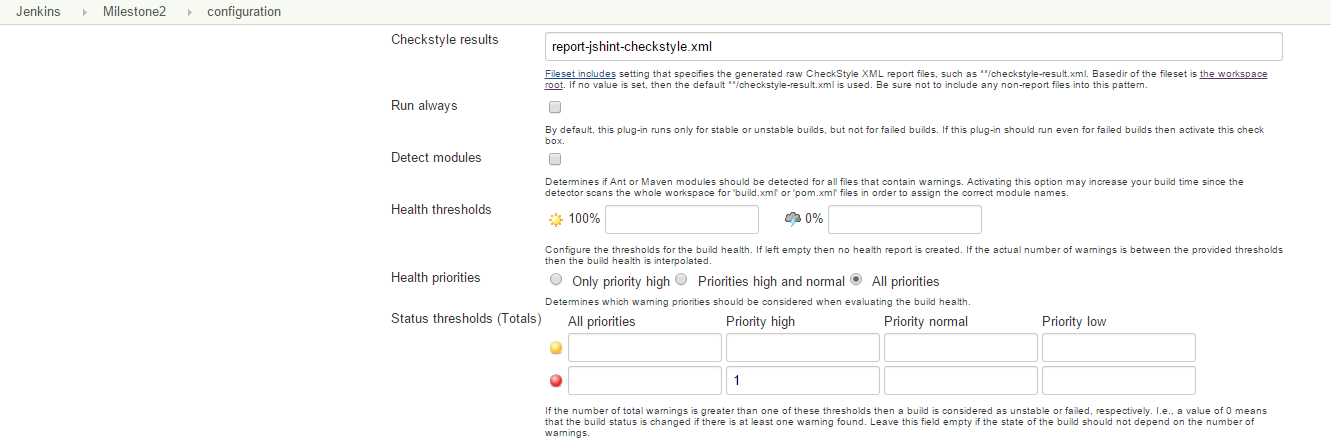 Jenkins Milestone2 configuration
Checkstyle results
report-jshint-checkstyle.xml
Fileset includes setting that specifies the generated raw CheckStyle XML report files, such as **/checkstyle-result.xml. Basedir of the fileset is the workspace
root. If no value is set, then the default **/checkstyle-result.xml is used. Be sure not to include any non-report files into this pattern.
Run always
By default, this plug-in runs only for stable or unstable builds, but not for failed builds. If this plug-in should run even for failed builds then activate this check
box.
Detect modules
Determines if Ant or Maven modules should be detected for all files that contain warnings. Activating this option may increase your build time since the
detector scans the whole workspace for 'build.xml' or 'pom.xml' files in order to assign the correct module names.
Health thresholds
100% 0%
Configure the thresholds for the build health. If left empty then no health report is created. If the actual number of warnings is between the provided thresholds
then the build health is interpolated.
Health priorities
Only priority high Priorities high and normal All priorities
Determines which warning priorities should be considered when evaluating the build health.
Status thresholds (Totals)
All priorities Priority high Priority normal Priority low
1
If the number of total warnings is greater than one of these thresholds then a build is considered as unstable or failed, respectively. I.e., a value of 0 means
that the build status is changed if there is at least one warning found. Leave this field empty if the state of the build should not depend on the number of
warnings.